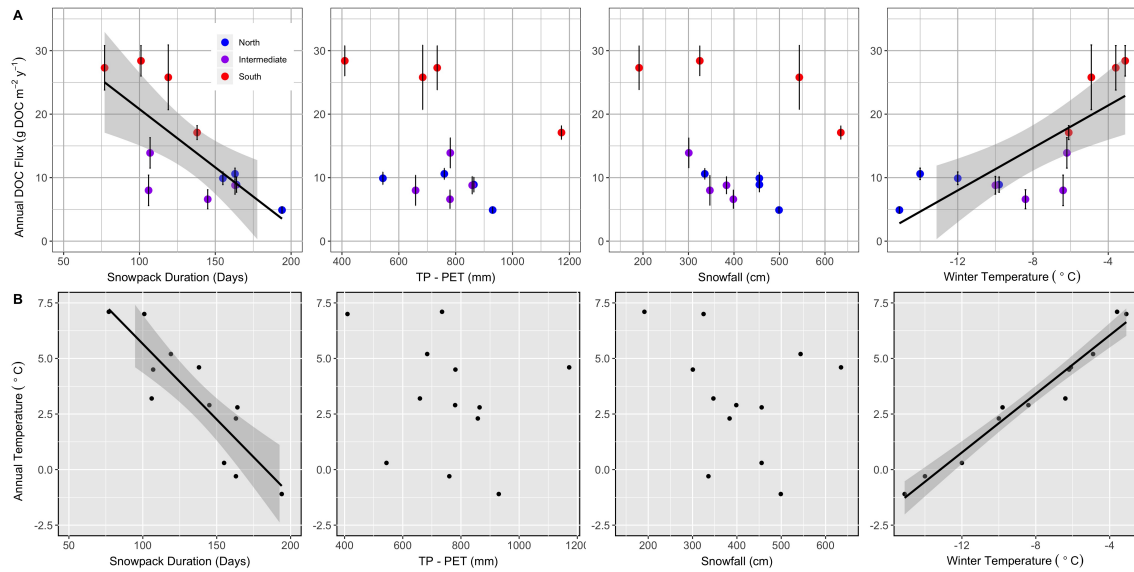 A
Annual DOC Flux (g DOC m⁻² y⁻¹)
30
20
10
0
North
Intermediate
South
50 100 150 200
Snowpack Duration (Days)
400 600 800 1000 1200
TP - PET (mm)
200 300 400 500 600
Snowfall (cm)
-12 -8 -4
Winter Temperature ( ° C)
B
Annual Temperature ( ° C)
7.5
5.0
2.5
0.0
-2.5
50 100 150 200
Snowpack Duration (Days)
400 600 800 1000 1200
TP - PET (mm)
200 300 400 500 600
Snowfall (cm)
-12 -8 -4
Winter Temperature ( ° C)